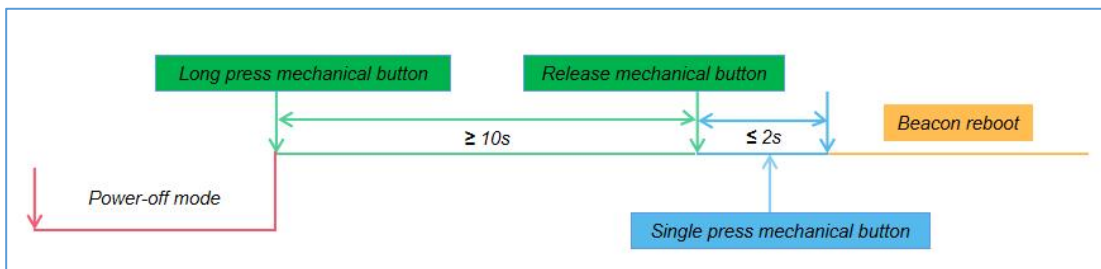 Long press mechanical button
Release mechanical button
Beacon reboot
≥ 10s
≤ 2s
Power-off mode
Single press mechanical button